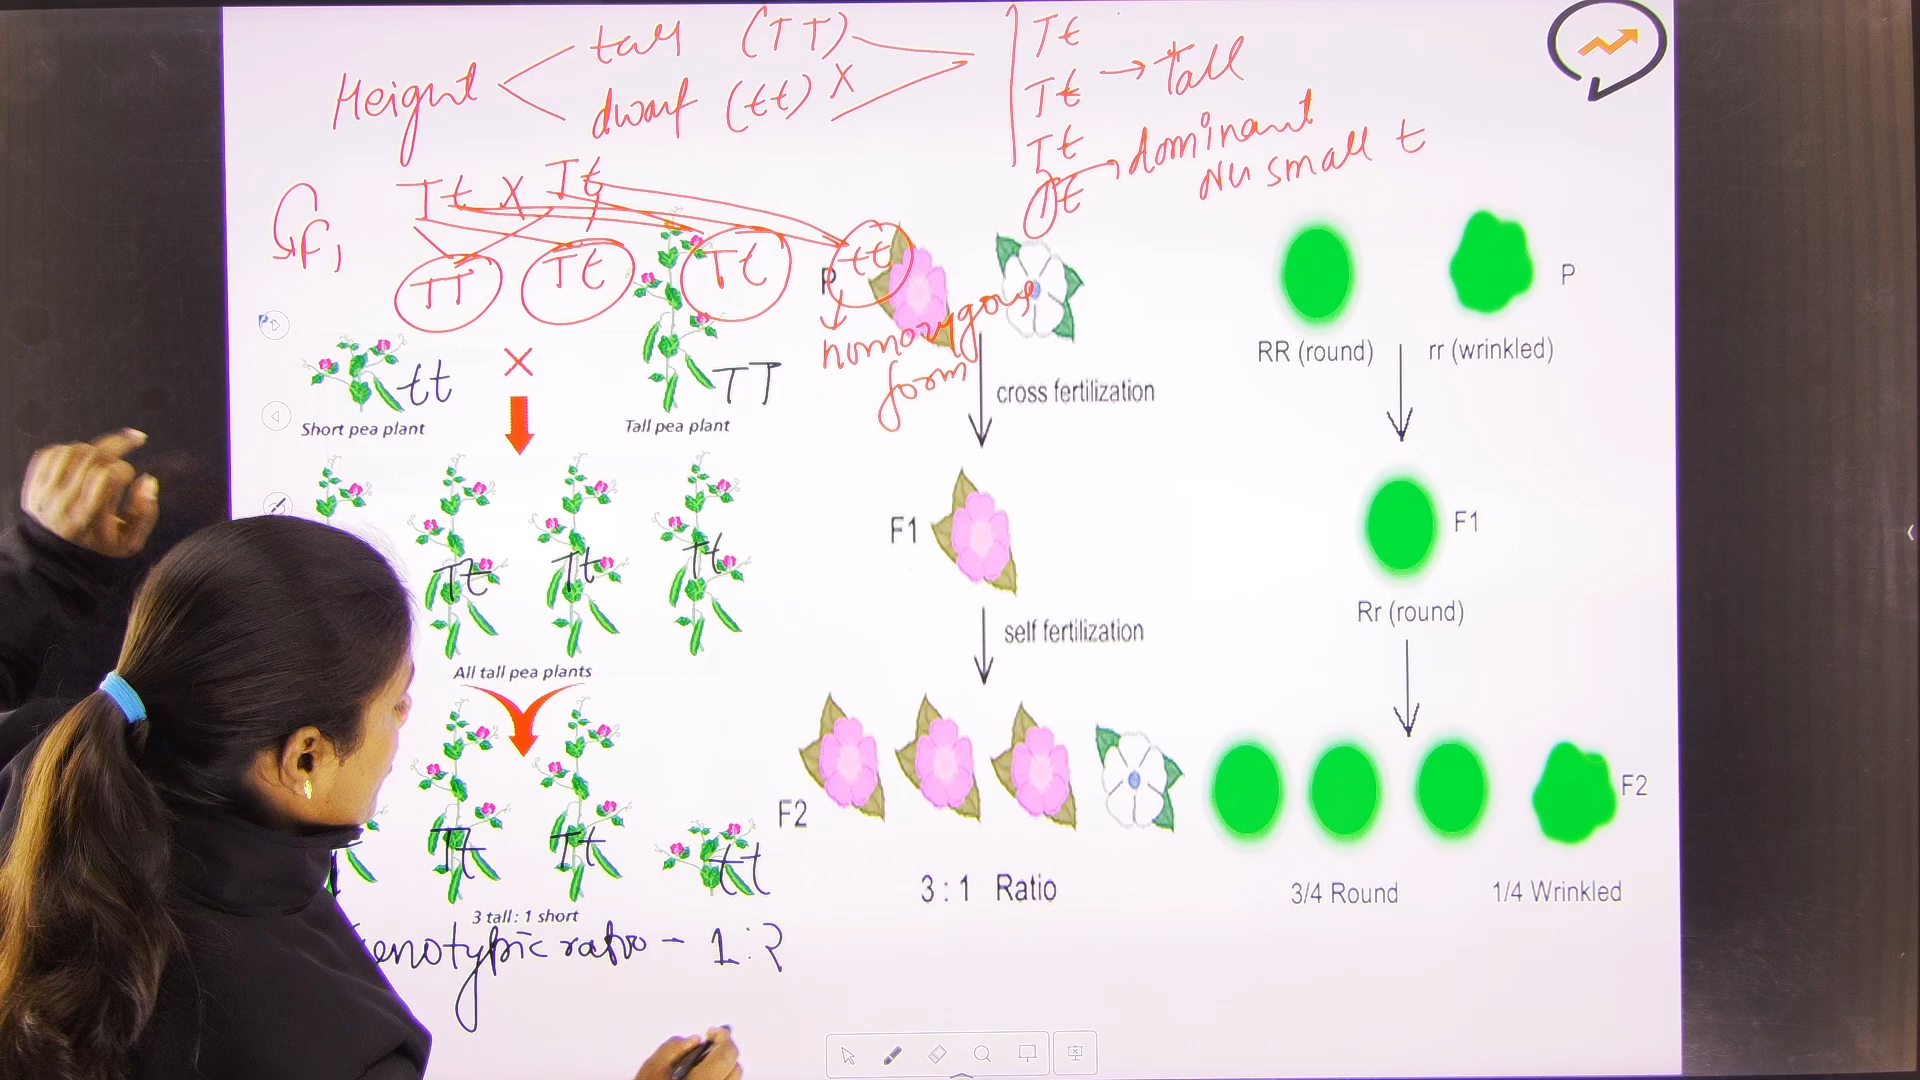 Height
tall (TT)
dwarf (tt) X
Tt
Tt → tall
Tt
Tt → dominant
small t
F1
Tt X Tt
TT Tt Tt tt
homozygous
form
tt
X
TT
Short pea plant
Tall pea plant
Tt Tt Tt
All tall pea plants
Tt Tt tt
3 tall: 1 short
enotypic ratio - 1:2
P
cross fertilization
F1
self fertilization
F2
3 : 1 Ratio
P
RR (round)
rr (wrinkled)
F1
Rr (round)
F2
3/4 Round
1/4 Wrinkled